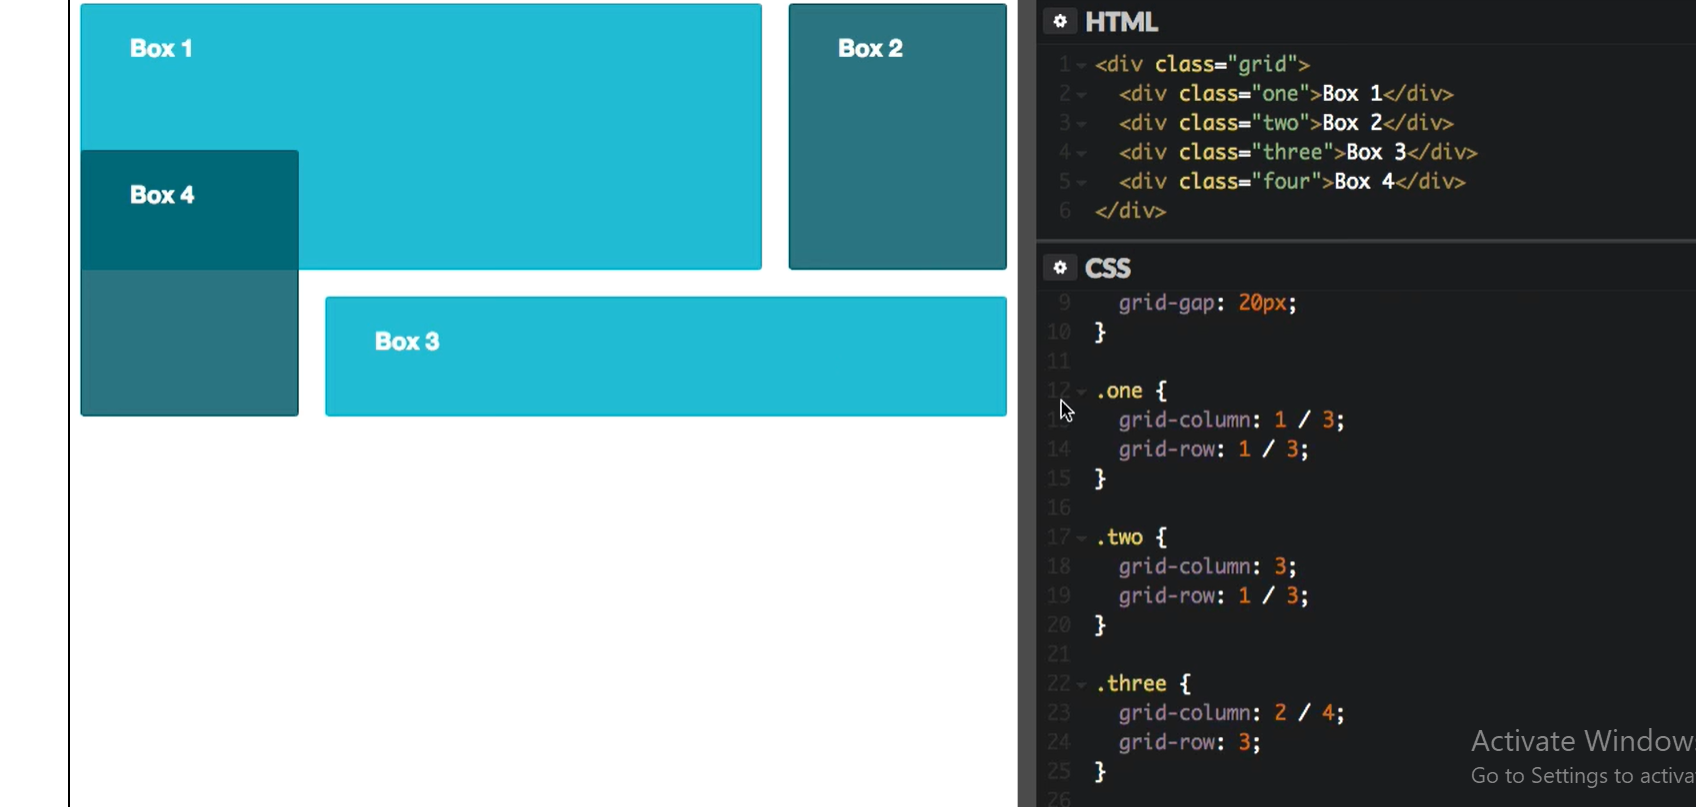 Box 1
Box 2
Box 4
Box 3
HTML
1 <div class="grid">
2 <div class="one">Box 1</div>
3 <div class="two">Box 2</div>
4 <div class="three">Box 3</div>
5 <div class="four">Box 4</div>
6 </div>
CSS
9 grid-gap: 20px;
10 }
11
12 .one {
13 grid-column: 1 / 3;
14 grid-row: 1 / 3;
15 }
16
17 .two {
18 grid-column: 3;
19 grid-row: 1 / 3;
20 }
21
22 .three {
23 grid-column: 2 / 4;
24 grid-row: 3;
25 }
26
Activate Windows
Go to Settings to activa